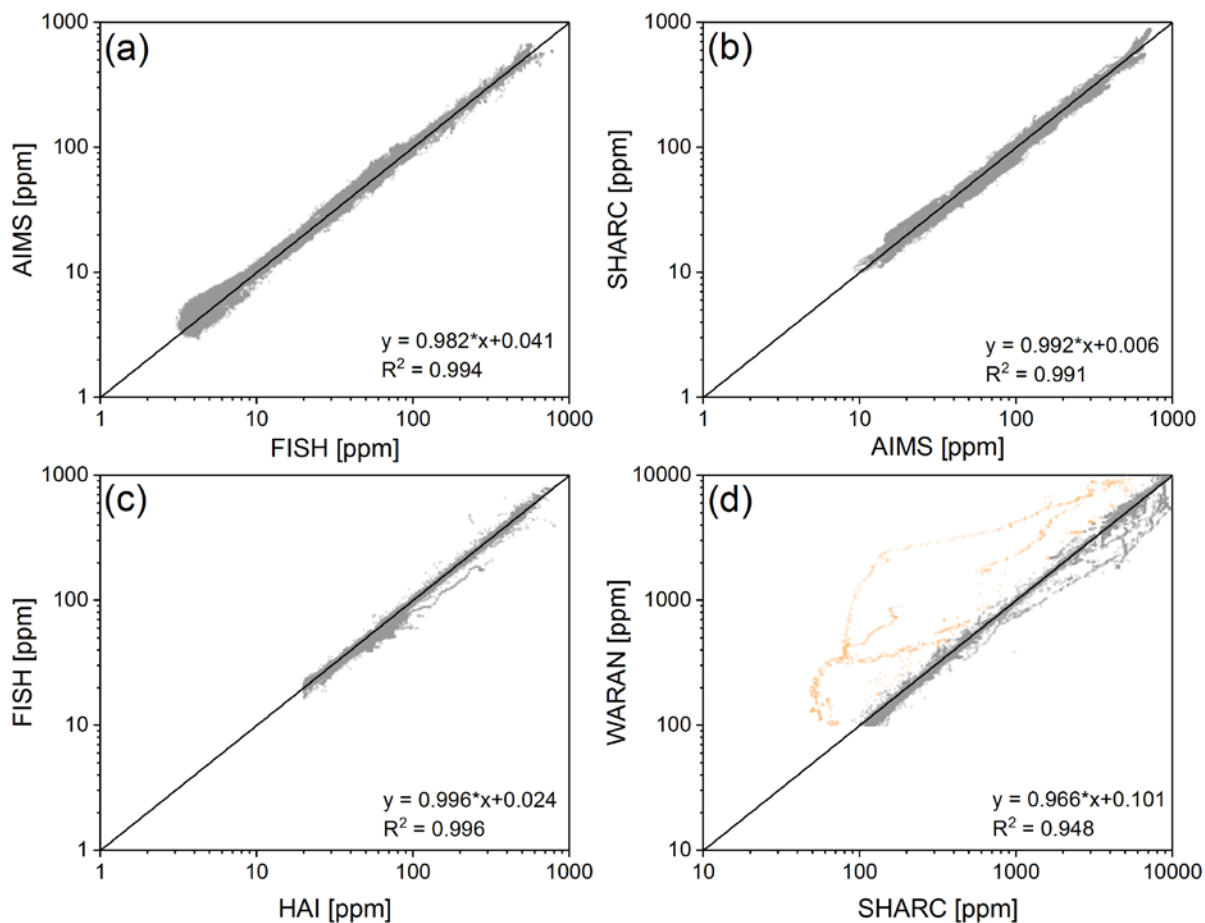 (a)
1000
100
10
1
AIMS [ppm]
y = 0.982*x+0.041
R² = 0.994
1 10 100 1000
FISH [ppm]
(b)
1000
100
10
1
SHARC [ppm]
y = 0.992*x+0.006
R² = 0.991
1 10 100 1000
AIMS [ppm]
(c)
1000
100
10
1
FISH [ppm]
y = 0.996*x+0.024
R² = 0.996
1 10 100 1000
HAI [ppm]
(d)
10000
1000
100
10
WARAN [ppm]
y = 0.966*x+0.101
R² = 0.948
10 100 1000 10000
SHARC [ppm]